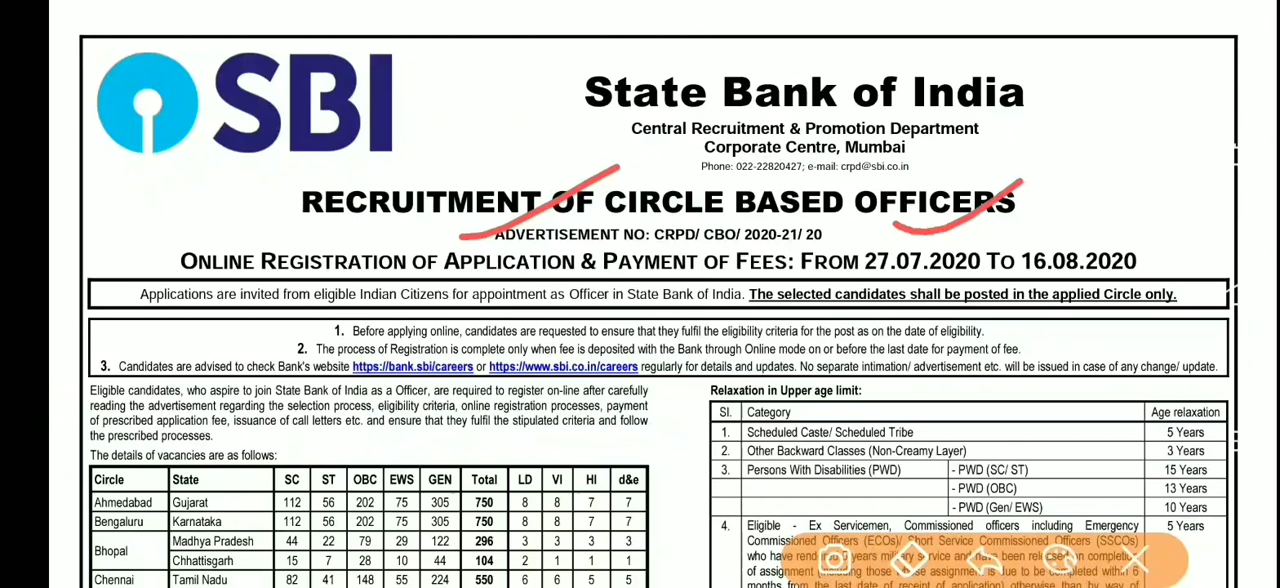 SBI
State Bank of India
Central Recruitment & Promotion Department
Corporate Centre, Mumbai
Phone: 022-22820427; e-mail: crpd@sbi.co.in
RECRUITMENT OF CIRCLE BASED OFFICERS
ADVERTISEMENT NO: CRPD/ CBO/ 2020-21/ 20
ONLINE REGISTRATION OF APPLICATION & PAYMENT OF FEES: FROM 27.07.2020 TO 16.08.2020
Applications are invited from eligible Indian Citizens for appointment as Officer in State Bank of India. The selected candidates shall be posted in the applied Circle only.
1. Before applying online, candidates are requested to ensure that they fulfil the eligibility criteria for the post as on the date of eligibility.
2. The process of Registration is complete only when fee is deposited with the Bank through Online mode on or before the last date for payment of fee.
3. Candidates are advised to check Bank's website https://bank.sbi/careers or https://www.sbi.co.in/careers regularly for details and updates. No separate intimation/ advertisement etc. will be issued in case of any change/ update.
Eligible candidates, who aspire to join State Bank of India as a Officer, are required to register on-line after carefully
reading the advertisement regarding the selection process, eligibility criteria, online registration processes, payment
of prescribed application fee, issuance of call letters etc. and ensure that they fulfil the stipulated criteria and follow
the prescribed processes.
The details of vacancies are as follows:
Circle State SC ST OBC EWS GEN Total LD VI HI d&e
Ahmedabad Gujarat 112 56 202 75 305 750 8 8 7 7
Bengaluru Karnataka 112 56 202 75 305 750 8 8 7 7
Bhopal Madhya Pradesh 44 22 79 29 122 296 3 3 3 3
Chhattisgarh 15 7 28 10 44 104 2 1 1 1
Chennai Tamil Nadu 82 41 148 55 224 550 6 6 5 5
Relaxation in Upper age limit:
Sl. Category Age relaxation
1. Scheduled Caste/ Scheduled Tribe 5 Years
2. Other Backward Classes (Non-Creamy Layer) 3 Years
3. Persons With Disabilities (PWD) - PWD (SC/ ST) 15 Years
- PWD (OBC) 13 Years
- PWD (Gen/ EWS) 10 Years
4. Eligible - Ex Servicemen, Commissioned officers including Emergency 5 Years
Commissioned Officers (ECOs)/ Short Service Commissioned Officers (SSCOs)
who have years military service and have been released on completion
of assignment (including those whose assignment is due to be completed within 6
months from the last date of receipt of application) otherwise than by way of